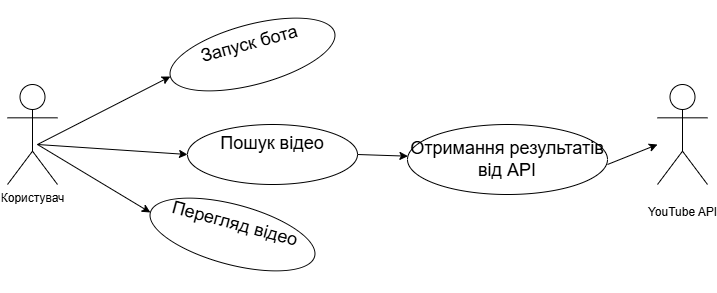 Запуск бота
Пошук відео
Отримання результатів
від API
Користувач
Перегляд відео
YouTube API